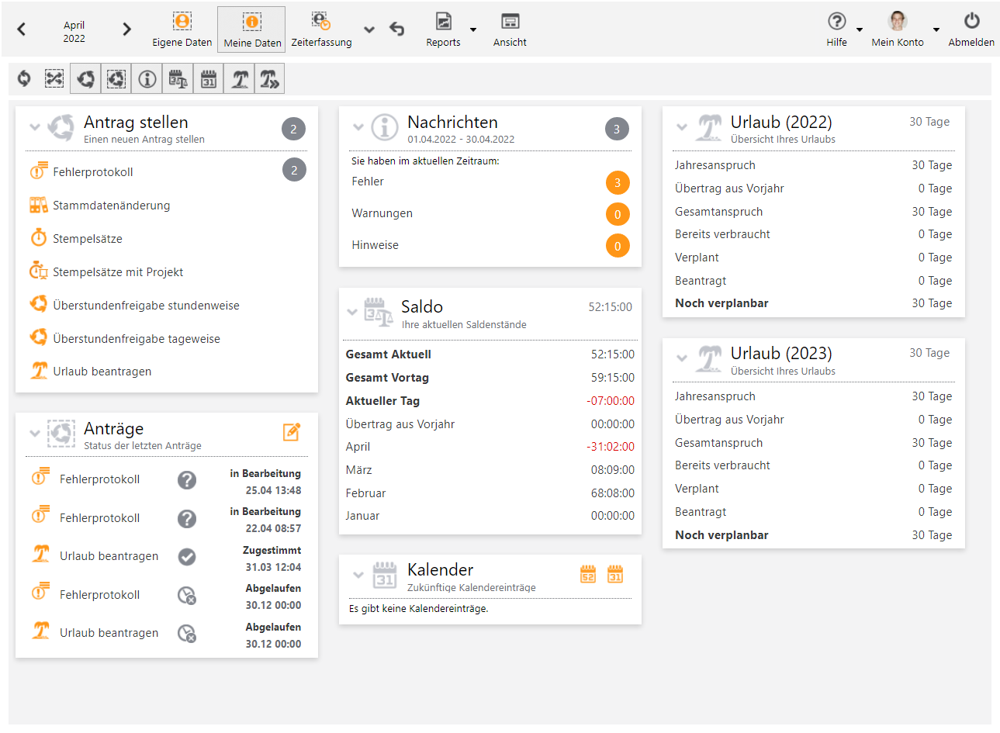 April
2022
Eigene Daten
Meine Daten
Zeiterfassung
Reports
Ansicht
Hilfe
Mein Konto
Abmelden
31
Antrag stellen
2
Einen neuen Antrag stellen
Fehlerprotokoll
2
Stammdatenänderung
Stempelsätze
Stempelsätze mit Projekt
Überstundenfreigabe stundenweise
Überstundenfreigabe tageweise
Urlaub beantragen
Anträge
Status der letzten Anträge
Fehlerprotokoll
in Bearbeitung
25.04 13:48
Fehlerprotokoll
in Bearbeitung
22.04 08:57
Urlaub beantragen
Zugestimmt
31.03 12:04
Fehlerprotokoll
Abgelaufen
30.12 00:00
Urlaub beantragen
Abgelaufen
30.12 00:00
Nachrichten
3
01.04.2022 - 30.04.2022
Sie haben im aktuellen Zeitraum:
Fehler 3
Warnungen 0
Hinweise 0
Saldo 52:15:00
Ihre aktuellen Saldenstände
Gesamt Aktuell 52:15:00
Gesamt Vortag 59:15:00
Aktueller Tag -07:00:00
Übertrag aus Vorjahr 00:00:00
April -31:02:00
März 08:09:00
Februar 68:08:00
Januar 00:00:00
31
Kalender
52
31
Zukünftige Kalendereinträge
Es gibt keine Kalendereinträge.
Urlaub (2022) 30 Tage
Übersicht Ihres Urlaubs
Jahresanspruch 30 Tage
Übertrag aus Vorjahr 0 Tage
Gesamtanspruch 30 Tage
Bereits verbraucht 0 Tage
Verplant 0 Tage
Beantragt 0 Tage
Noch verplanbar 30 Tage
Urlaub (2023) 30 Tage
Übersicht Ihres Urlaubs
Jahresanspruch 30 Tage
Übertrag aus Vorjahr 0 Tage
Gesamtanspruch 30 Tage
Bereits verbraucht 0 Tage
Verplant 0 Tage
Beantragt 0 Tage
Noch verplanbar 30 Tage